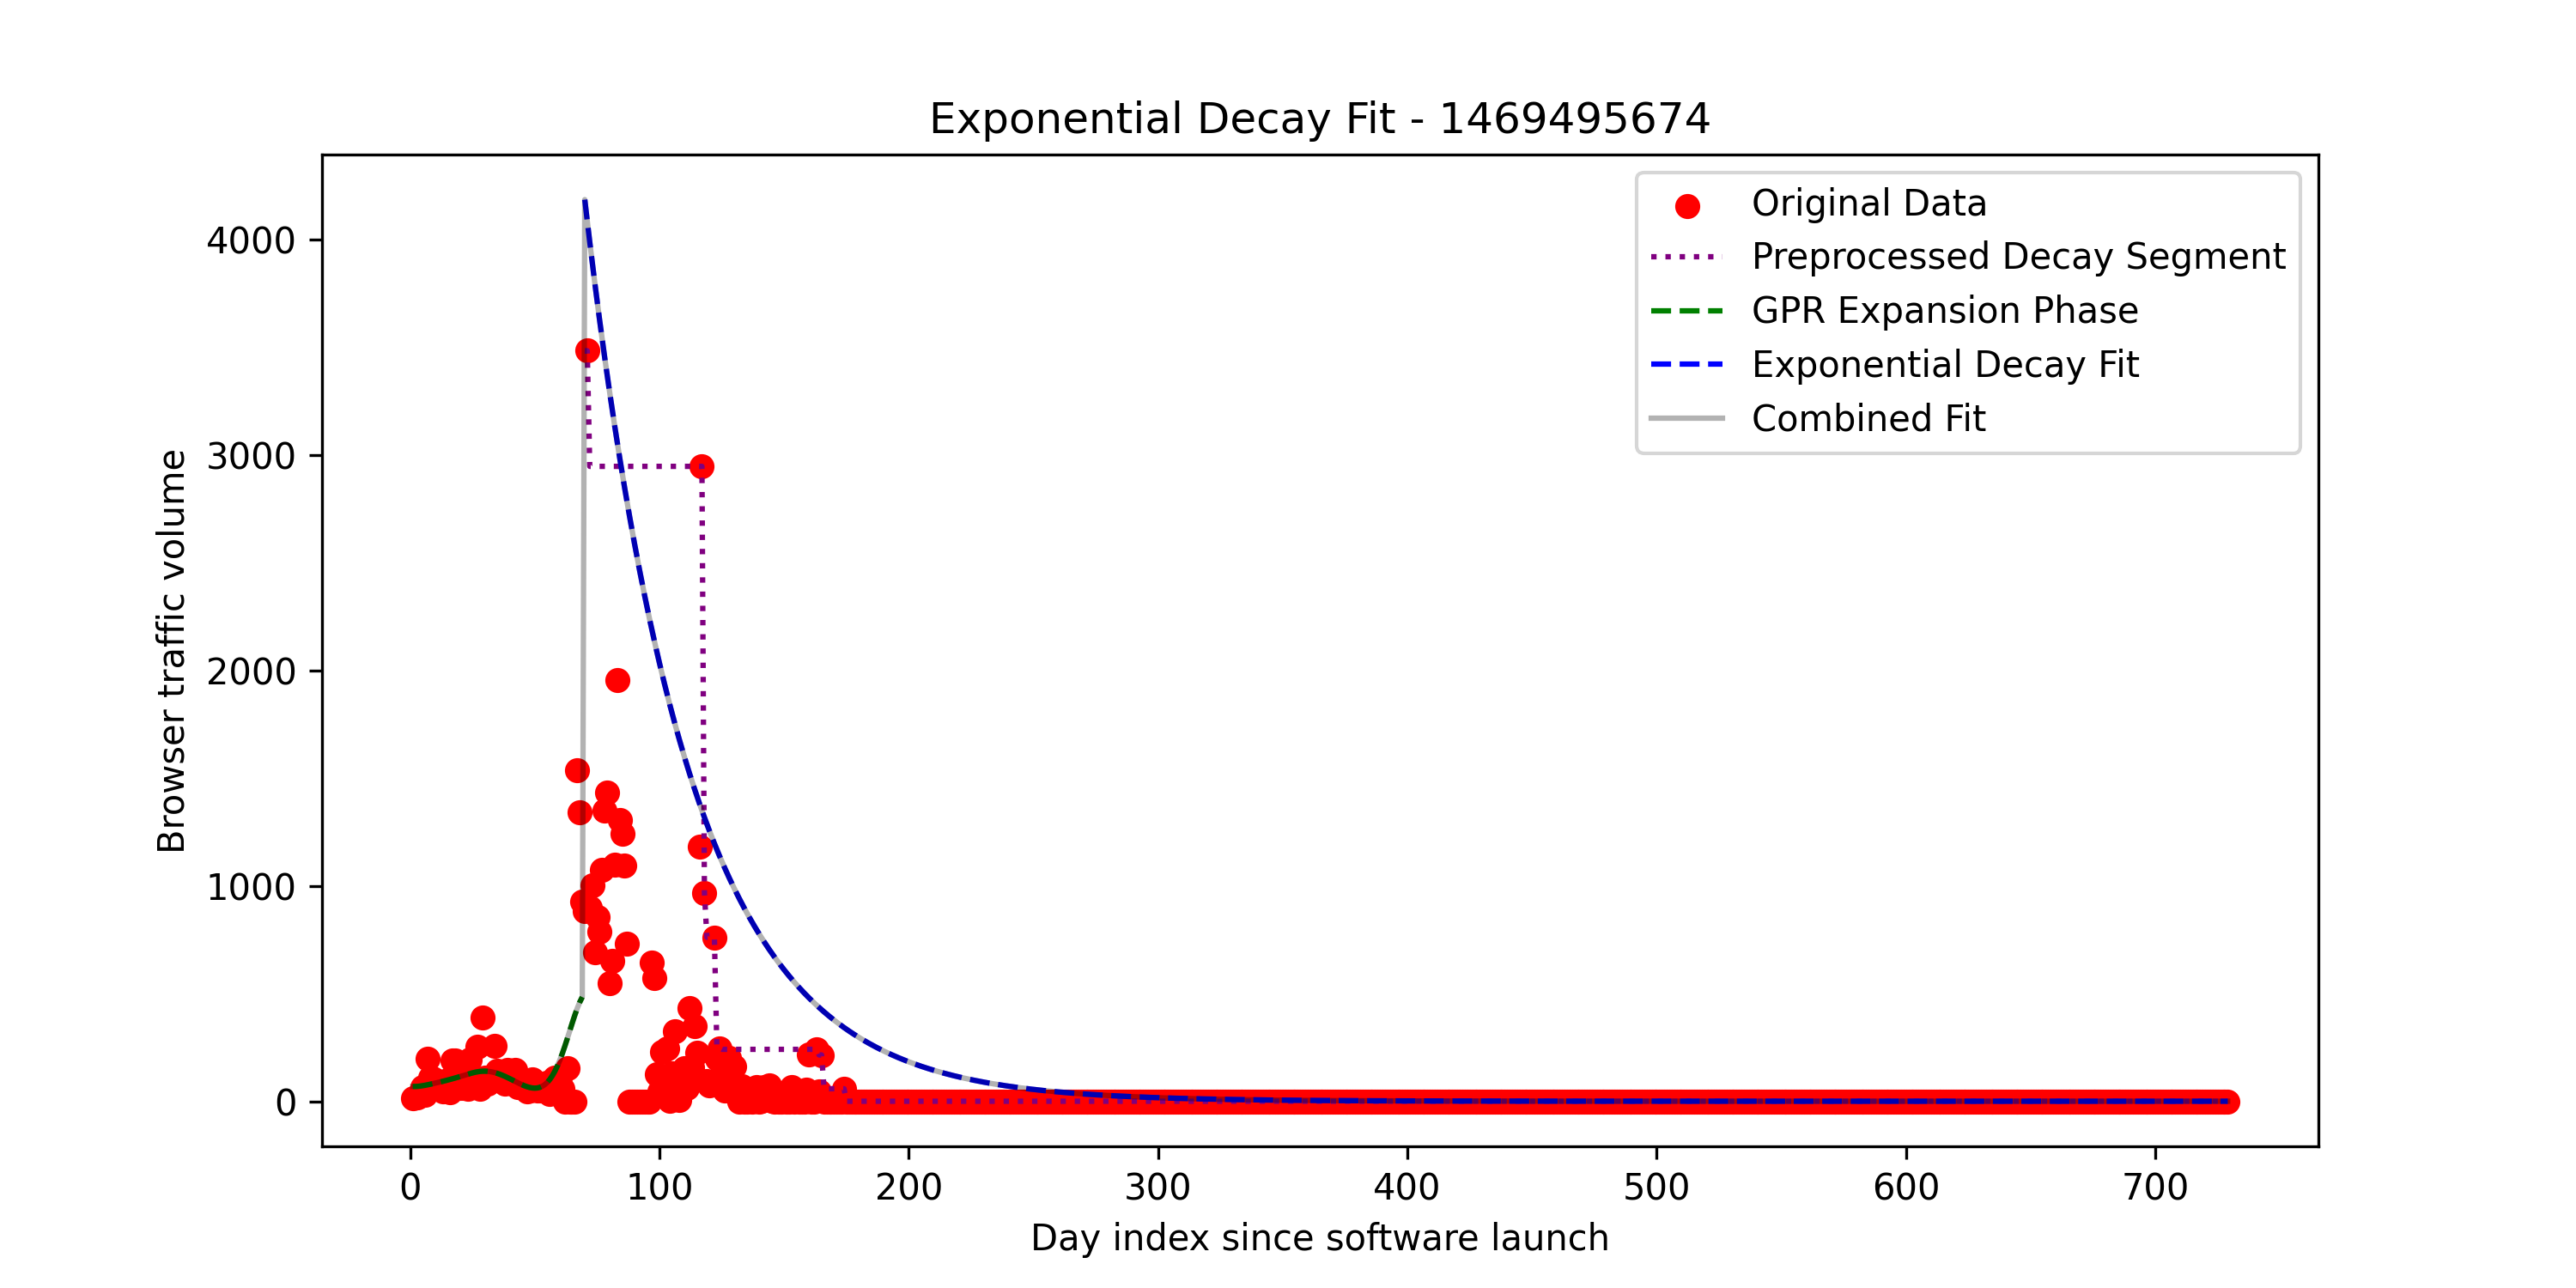 Exponential Decay Fit - 1469495674
Original Data
Preprocessed Decay Segment
GPR Expansion Phase
Exponential Decay Fit
Combined Fit
Browser traffic volume
4000
3000
2000
1000
0
0 100 200 300 400 500 600 700
Day index since software launch